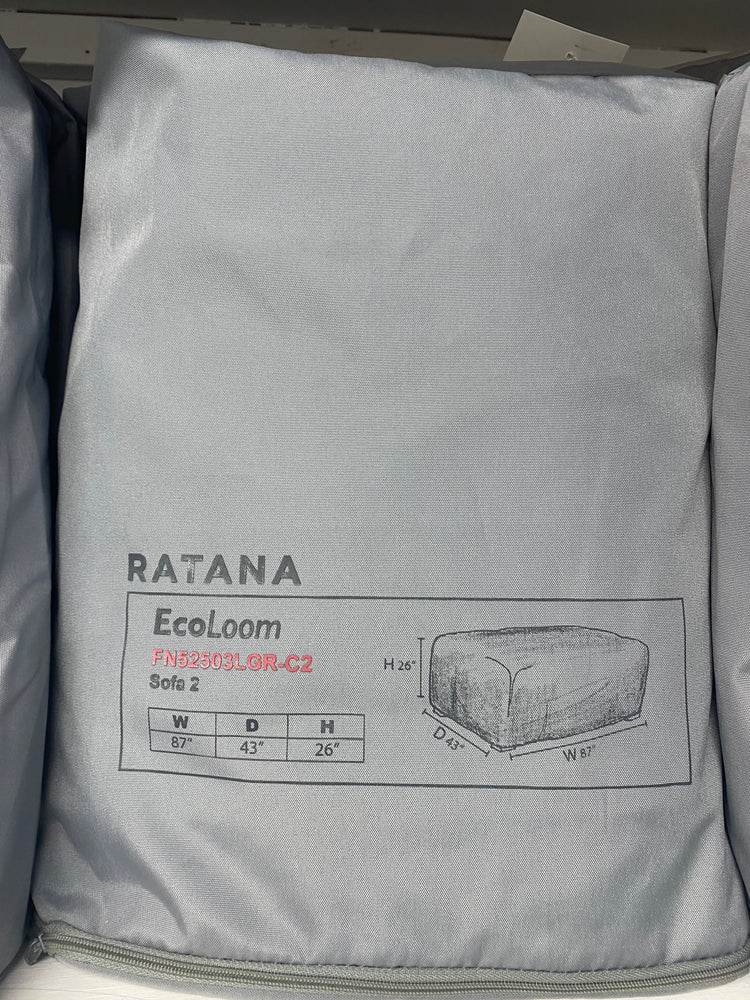 RATANA
EcoLoom
FN52503LGR-C2
Sofa 2
W D H
87" 43" 26"
H 26"
D 43"
W 87"